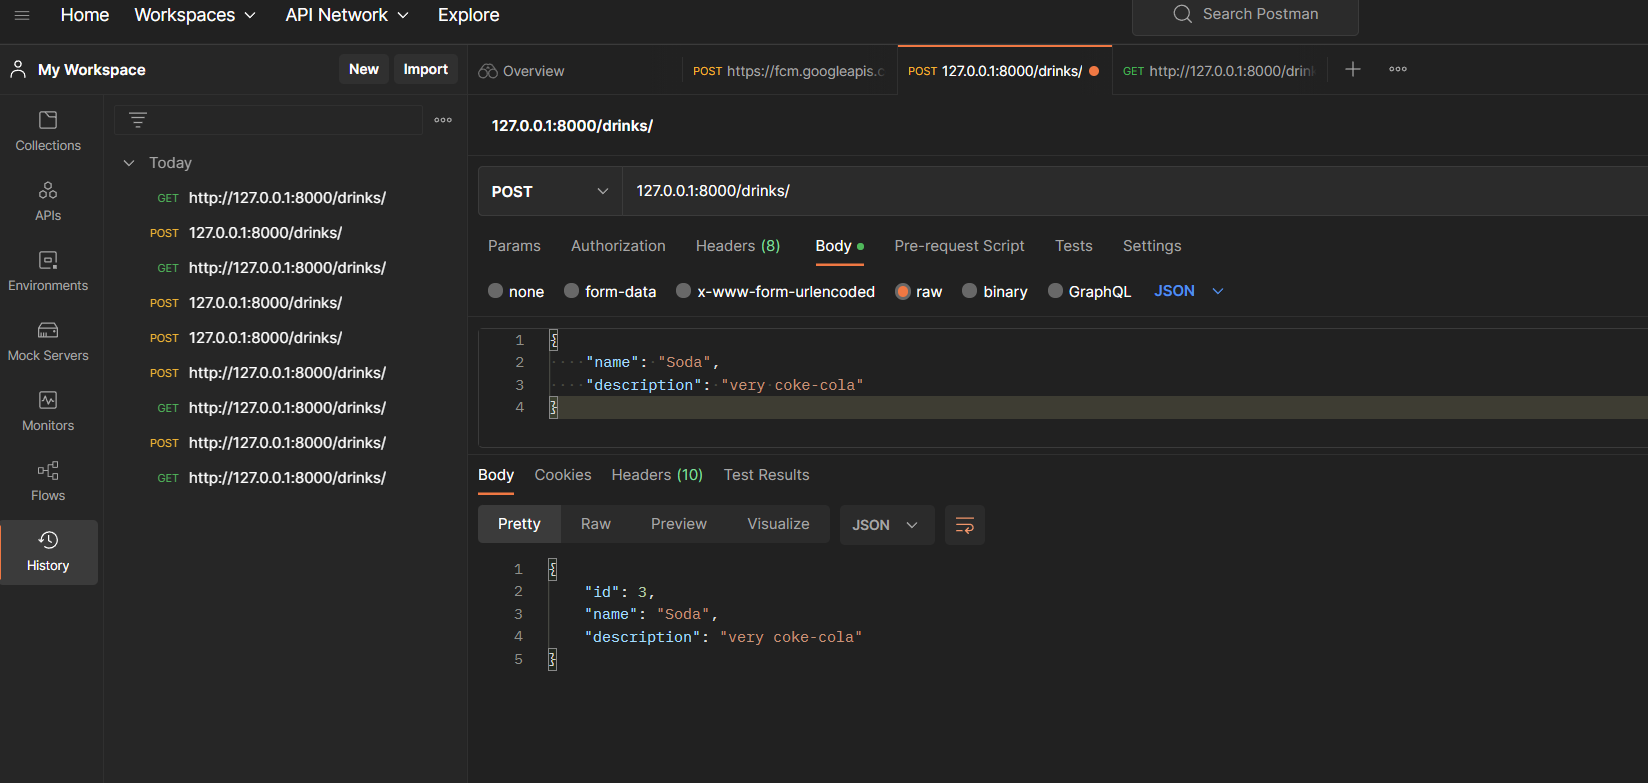 Home Workspaces API Network Explore Search Postman
My Workspace New Import
Overview POST https://fcm.googleapis.c POST 127.0.0.1:8000/drinks/ GET http://127.0.0.1:8000/drin
Collections
APIs
Environments
Mock Servers
Monitors
Flows
History
Today
GET http://127.0.0.1:8000/drinks/
POST 127.0.0.1:8000/drinks/
GET http://127.0.0.1:8000/drinks/
POST 127.0.0.1:8000/drinks/
POST 127.0.0.1:8000/drinks/
POST http://127.0.0.1:8000/drinks/
GET http://127.0.0.1:8000/drinks/
POST http://127.0.0.1:8000/drinks/
GET http://127.0.0.1:8000/drinks/
127.0.0.1:8000/drinks/
POST 127.0.0.1:8000/drinks/
Params Authorization Headers (8) Body Pre-request Script Tests Settings
none form-data x-www-form-urlencoded raw binary GraphQL JSON
1 {
2 "name": "Soda",
3 "description": "very coke-cola"
4 }
Body Cookies Headers (10) Test Results
Pretty Raw Preview Visualize JSON
1 {
2 "id": 3,
3 "name": "Soda",
4 "description": "very coke-cola"
5 }